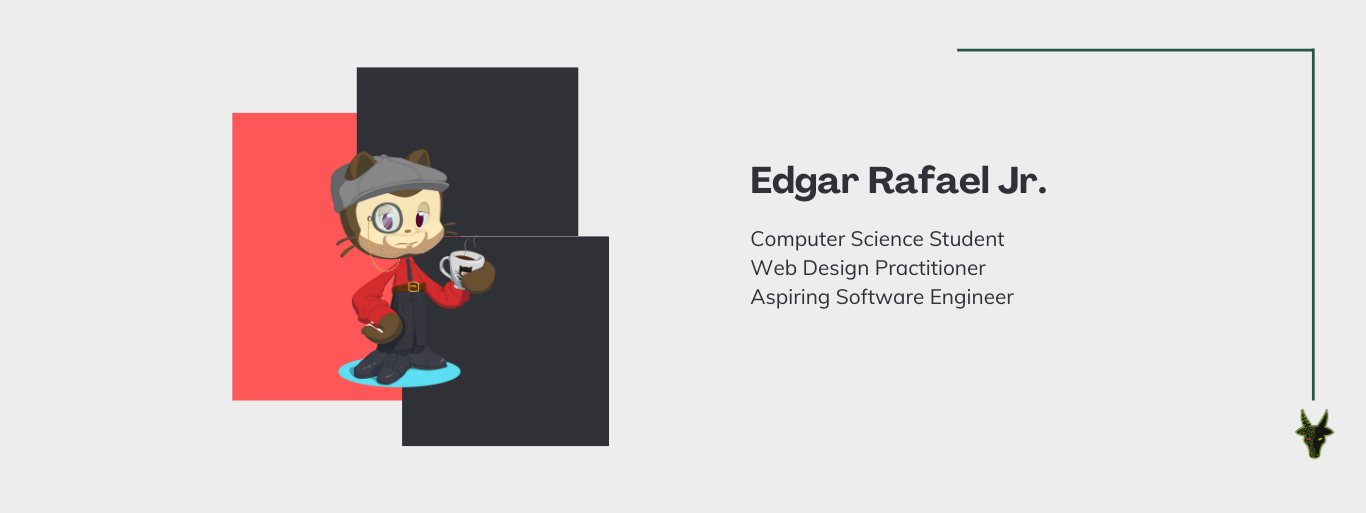 Edgar Rafael Jr.
Computer Science Student
Web Design Practitioner
Aspiring Software Engineer